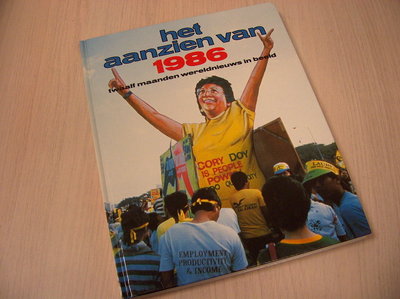 het
aanzien van
1986
twaalf maanden wereldnieuws in beeld
CORY DOY
IS PEOPLE
POWER
EMPLOYMENT
PRODUCTIVITY
& INCOME